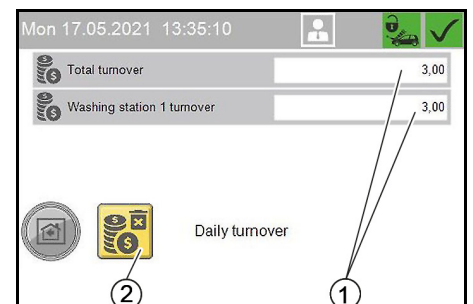 Mon 17.05.2021 13:35:10
Total turnover 3,00
Washing station 1 turnover 3,00
Daily turnover
2 1